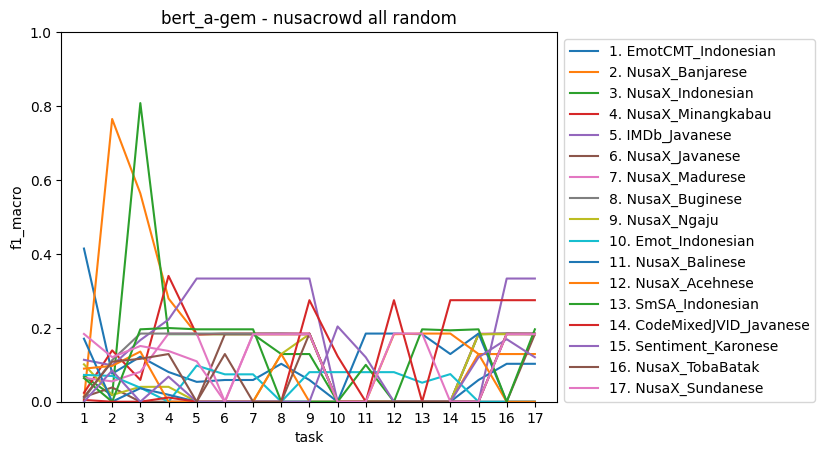 bert_a-gem - nusacrowd all random
f1_macro
1.0
0.8
0.6
0.4
0.2
0.0
1 2 3 4 5 6 7 8 9 10 11 12 13 14 15 16 17
task
1. EmotCMT_Indonesian
2. NusaX_Banjarese
3. NusaX_Indonesian
4. NusaX_Minangkabau
5. IMDb_Javanese
6. NusaX_Javanese
7. NusaX_Madurese
8. NusaX_Buginese
9. NusaX_Ngaju
10. Emot_Indonesian
11. NusaX_Balinese
12. NusaX_Acehnese
13. SmSA_Indonesian
14. CodeMixedJVID_Javanese
15. Sentiment_Karonese
16. NusaX_TobaBatak
17. NusaX_Sundanese